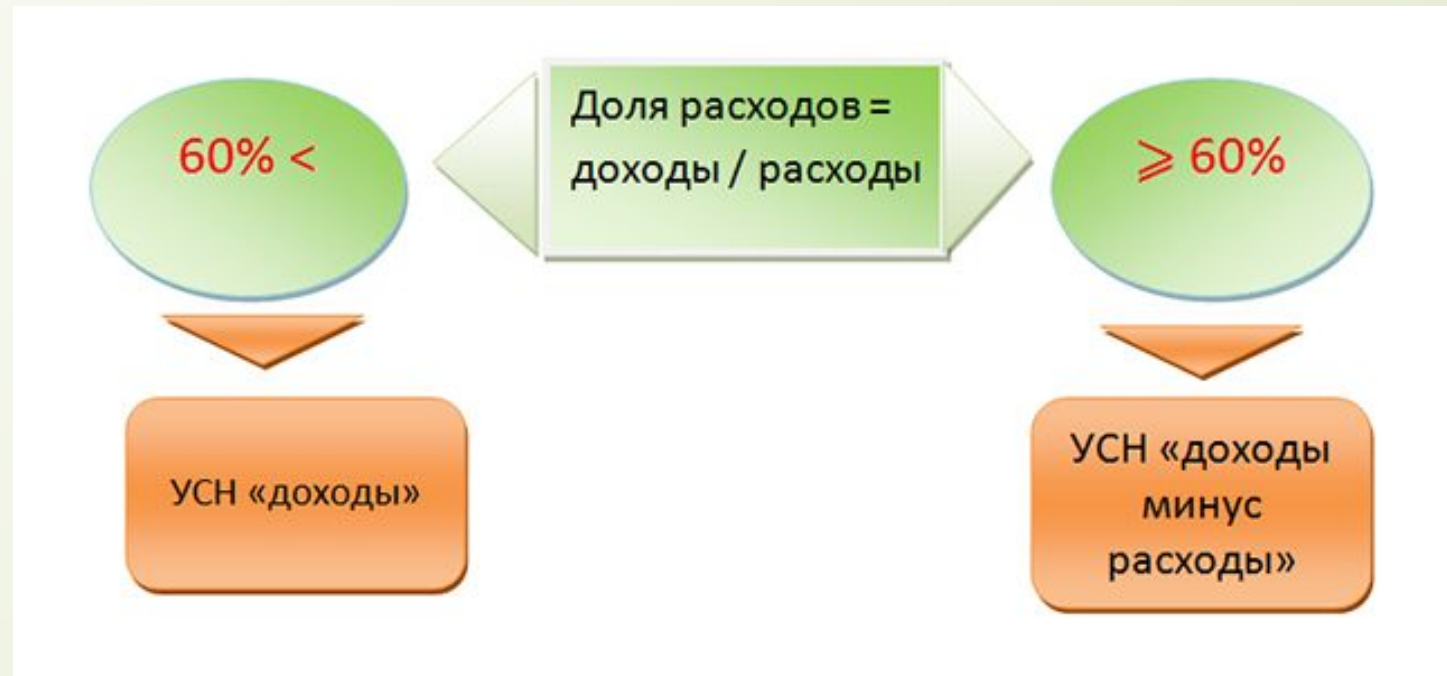 60% <
Доля расходов =
доходы / расходы
⩾ 60%
УСН «доходы»
УСН «доходы
минус
расходы»